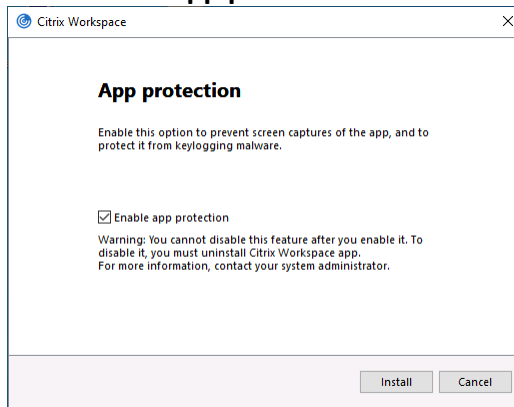 Citrix Workspace
App protection
Enable this option to prevent screen captures of the app, and to
protect it from keylogging malware.
Enable app protection
Warning: You cannot disable this feature after you enable it. To
disable it, you must uninstall Citrix Workspace app.
For more information, contact your system administrator.
Install Cancel